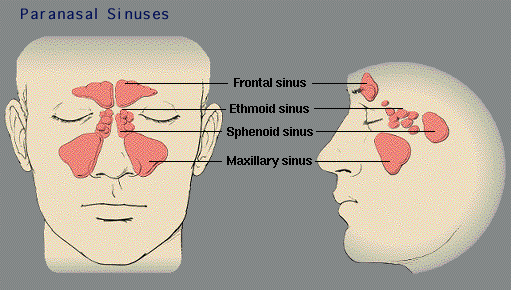 Paranasal Sinuses
Frontal sinus
Ethmoid sinus
Sphenoid sinus
Maxillary sinus